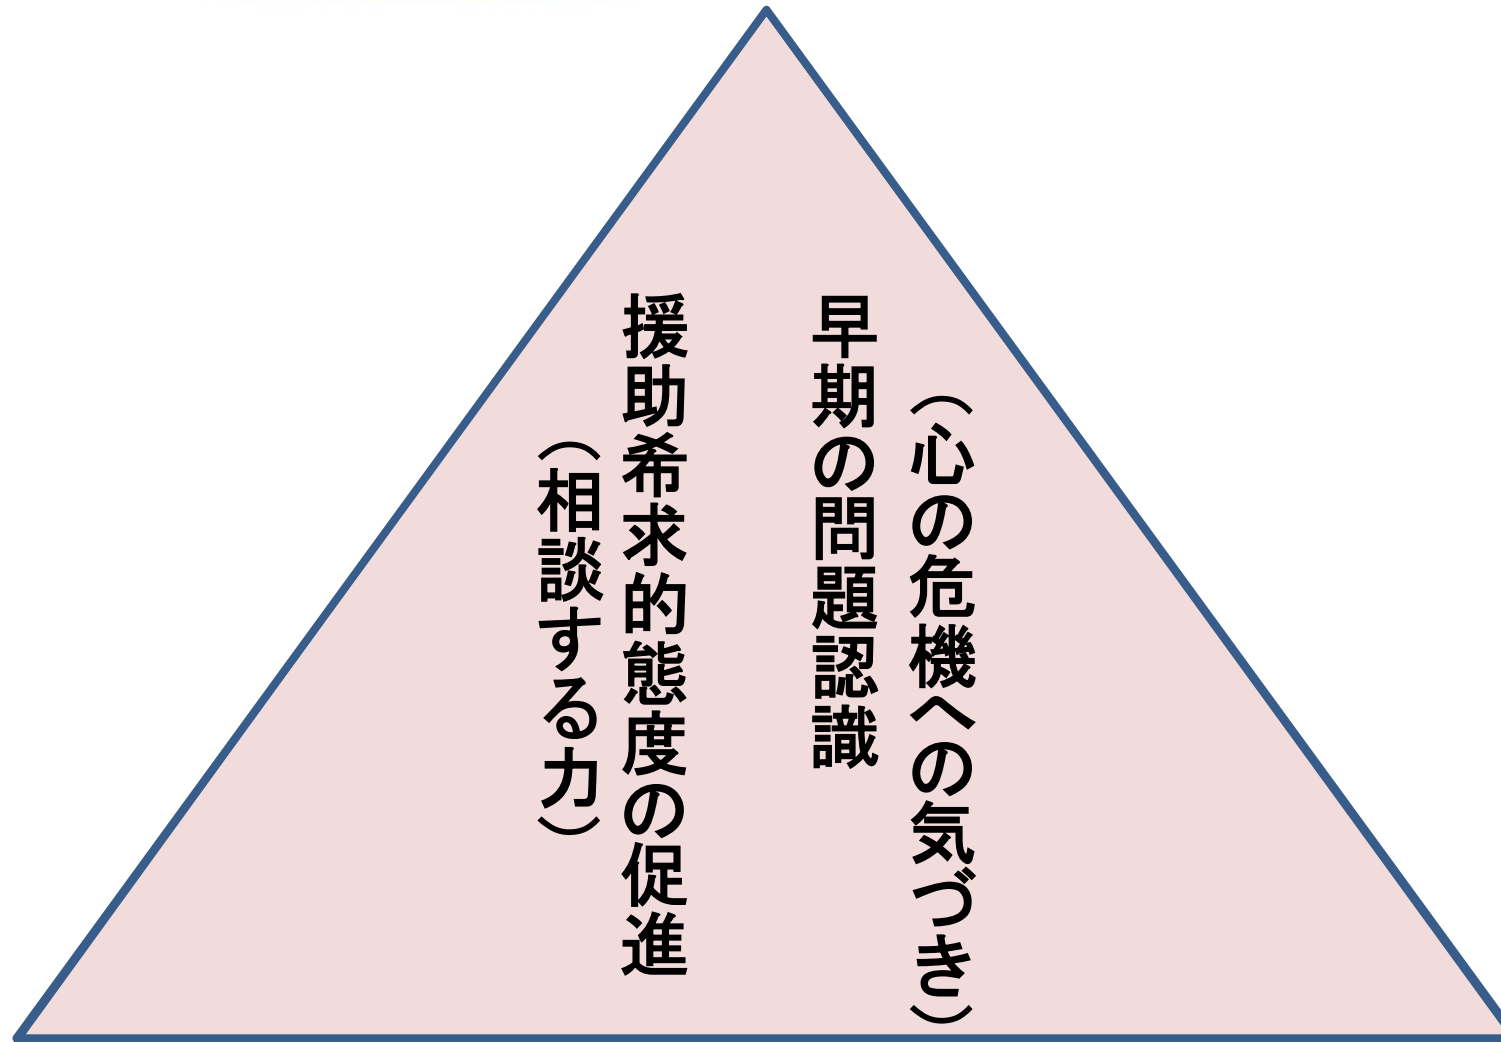 早期の問題認識
（心の危機への気づき）
援助希求的態度の促進
（相談する力）